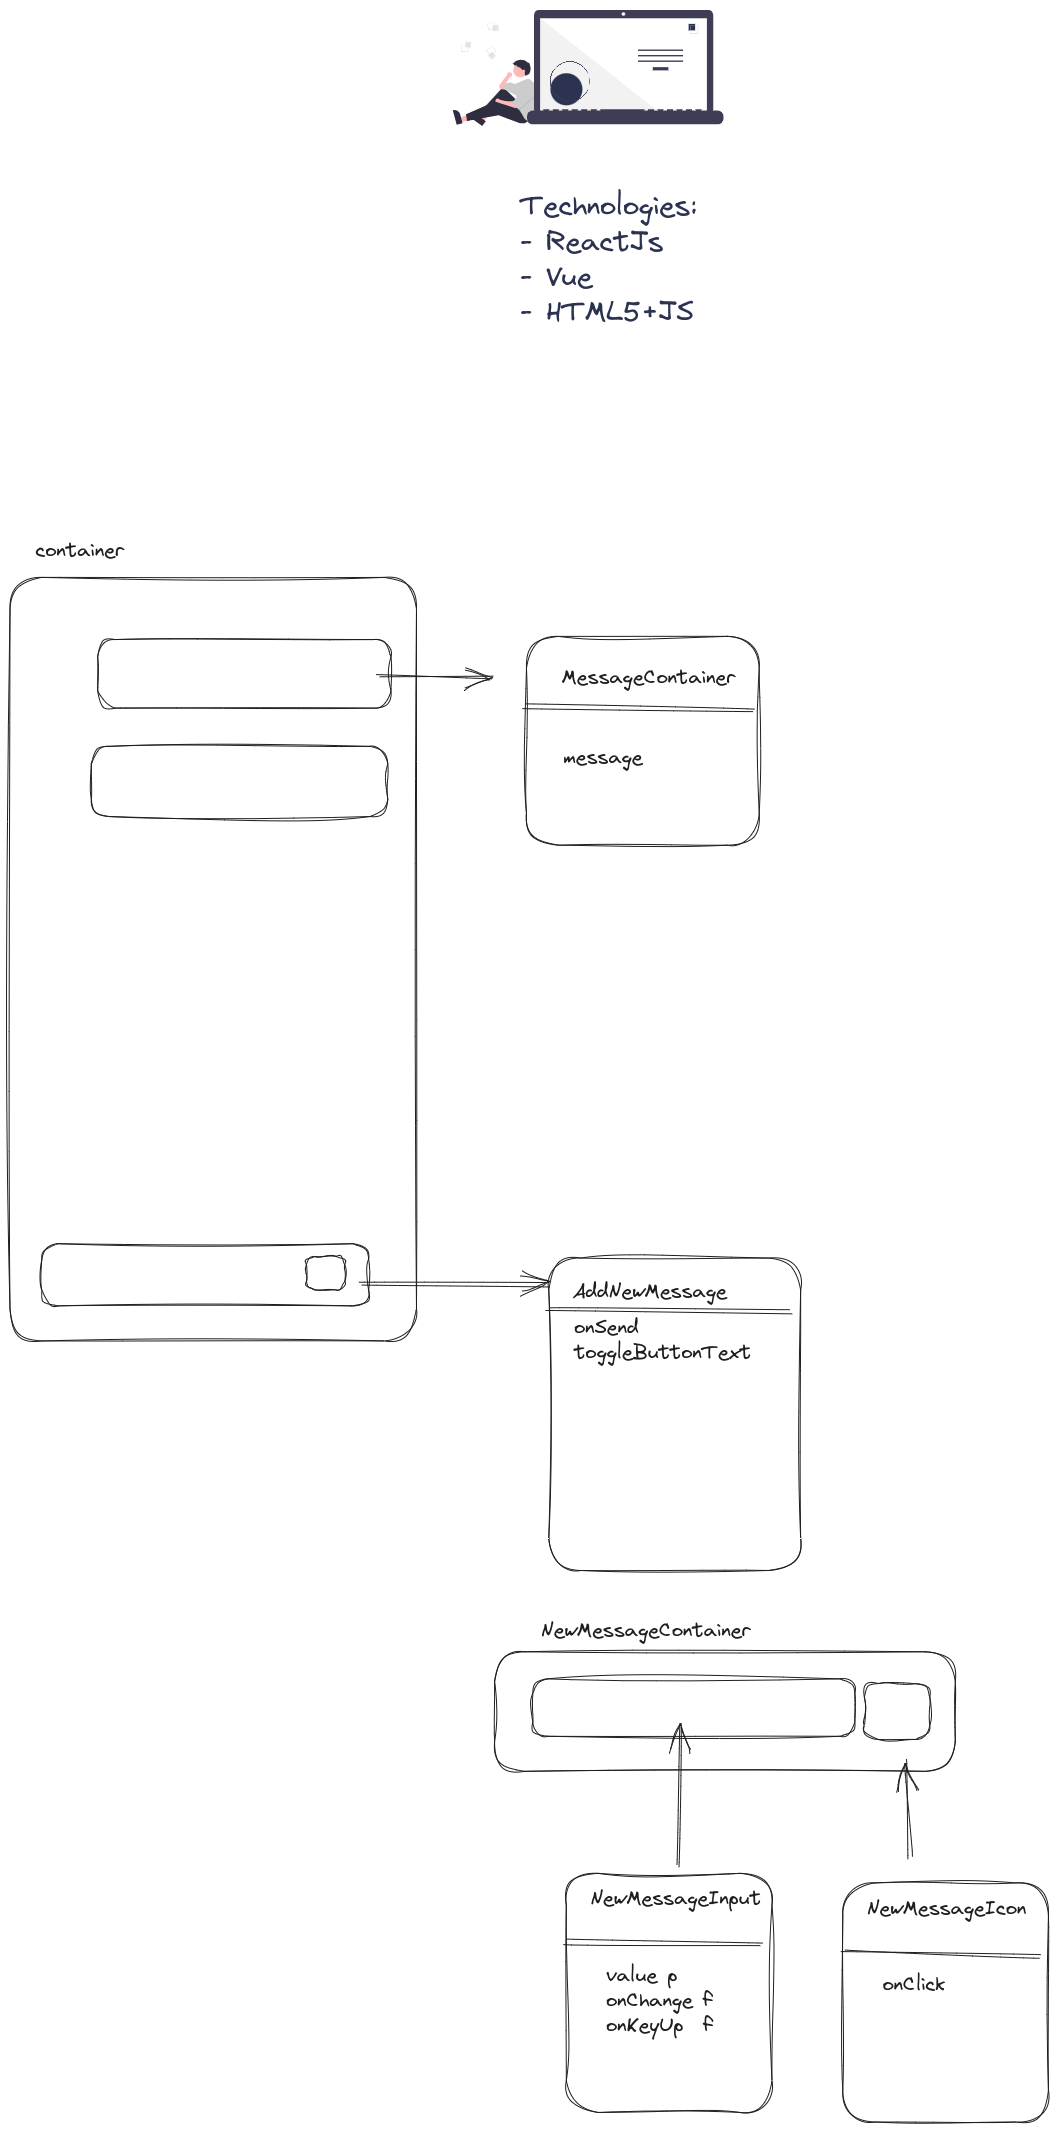 Technologies:
- ReactJs
- Vue
- HTML5+JS
container
MessageContainer
message
AddNewMessage
onSend
toggleButtonText
NewMessageContainer
NewMessageInput
value p
onChange f
onKeyUp f
NewMessageIcon
onClick